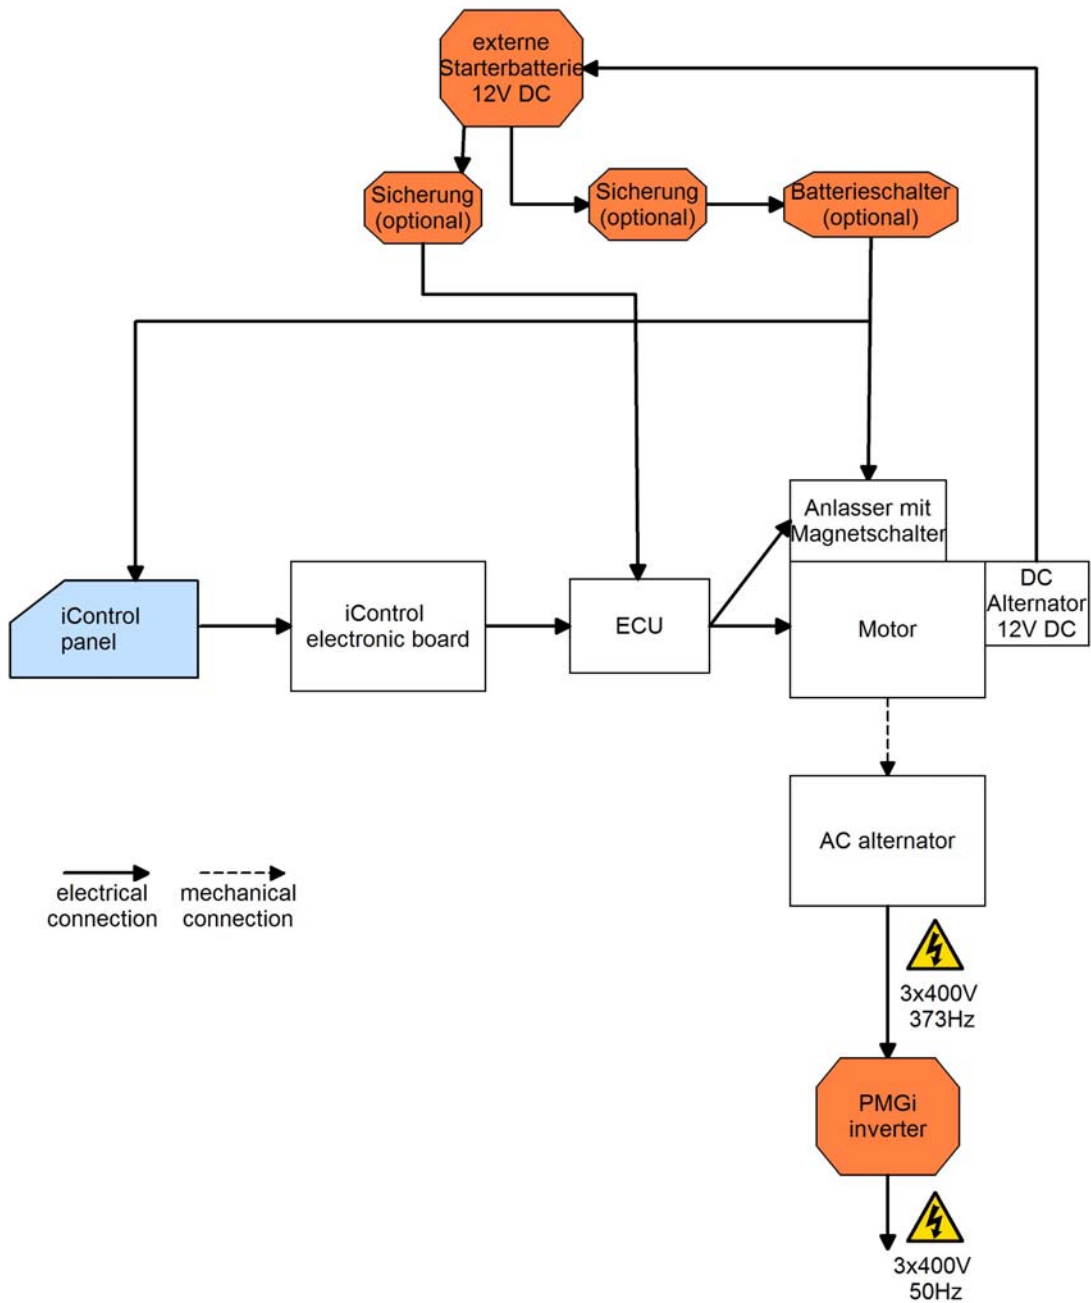 externe
Starterbatterie
12V DC
Sicherung
(optional)
Sicherung
(optional)
Batterieschalter
(optional)
Anlasser mit
Magnetschalter
iControl
panel
iControl
electronic board
ECU
Motor
DC
Alternator
12V DC
AC alternator
electrical
connection
mechanical
connection
3x400V
373Hz
PMGi
inverter
3x400V
50Hz